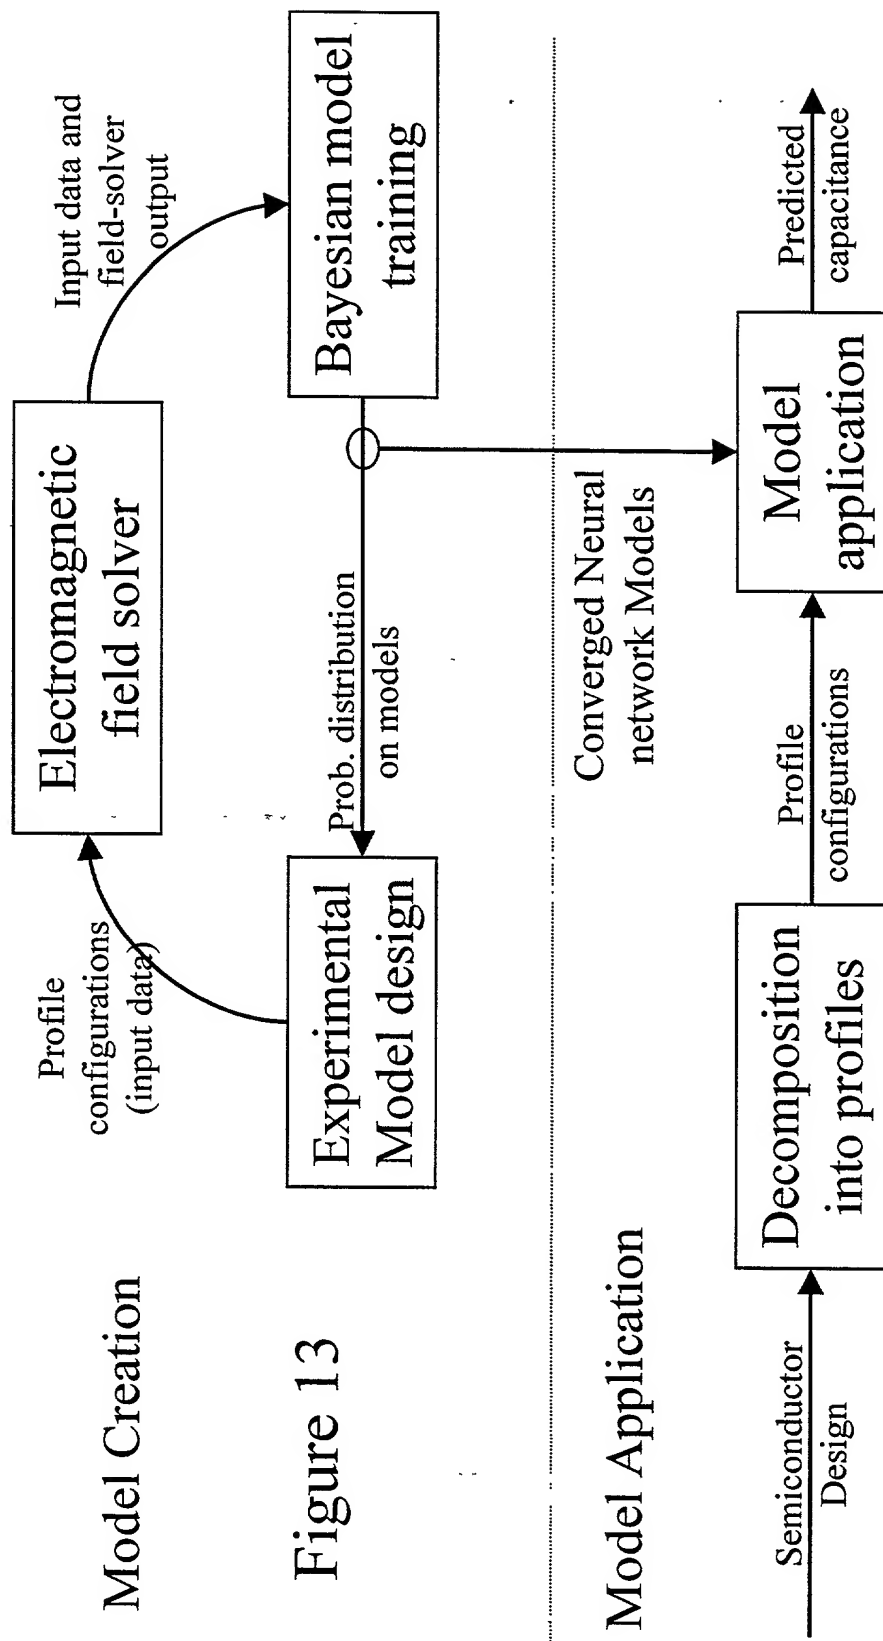 Model Creation
Profile
configurations
(input data)
Electromagnetic
field solver
Input data and
field-solver
output
Experimental
Model design
Prob. distribution
on models
Bayesian model
training
Figure 13
Converged Neural
network Models
Model Application
Semiconductor
Design
Decomposition
into profiles
Profile
configurations
Model
application
Predicted
capacitance